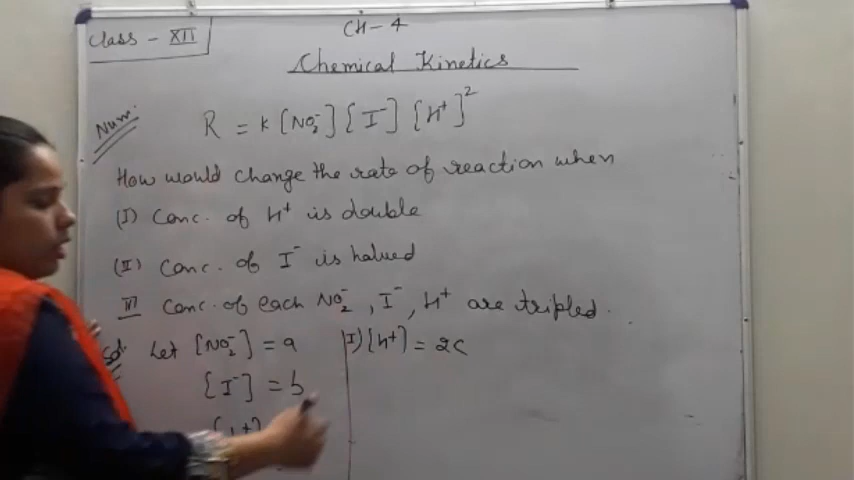 Class - XII
CH - 4
Chemical Kinetics
Num.
R = K [NO₂⁻] [I⁻] [H⁺]²
How would change the rate of reaction when
(I) Conc. of H⁺ is double
(II) Conc. of I⁻ is halved
III Conc. of each NO₂⁻, I⁻, H⁺ are tripled.
Sol. Let [NO₂⁻] = a
[I⁻] = b
I) [H⁺] = 2c